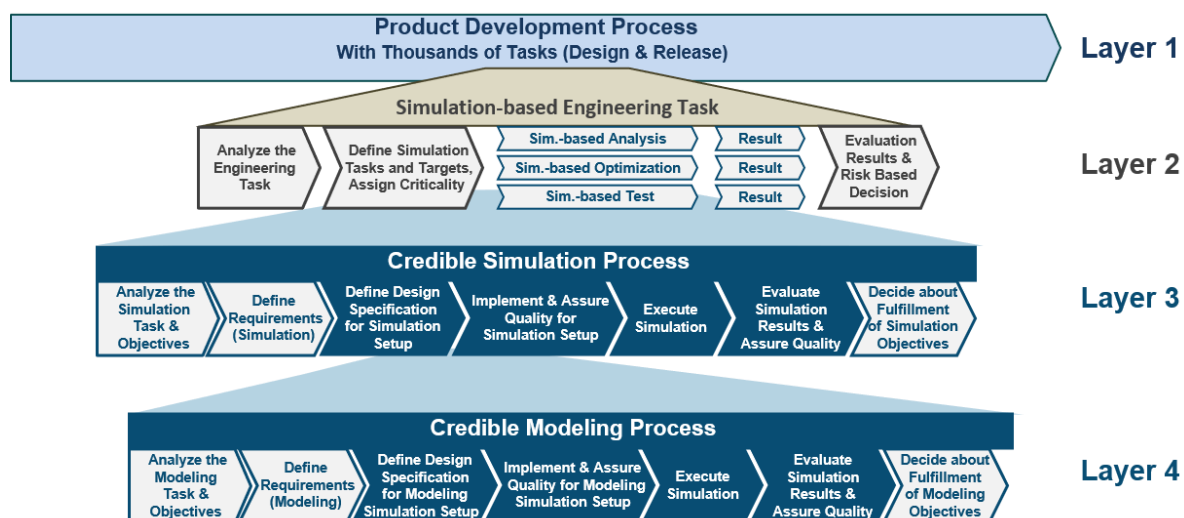 Product Development Process
With Thousands of Tasks (Design & Release)
Layer 1
Simulation-based Engineering Task
Analyze the
Engineering
Task
Define Simulation
Tasks and Targets,
Assign Criticality
Sim.-based Analysis
Result
Sim.-based Optimization
Result
Sim.-based Test
Result
Evaluation
Results &
Risk Based
Decision
Layer 2
Credible Simulation Process
Analyze the
Simulation
Task &
Objectives
Define
Requirements
(Simulation)
Define Design
Specification
for Simulation
Setup
Implement & Assure
Quality for
Simulation Setup
Execute
Simulation
Evaluate
Simulation
Results &
Assure Quality
Decide about
Fulfillment
of Simulation
Objectives
Layer 3
Credible Modeling Process
Analyze the
Modeling
Task &
Objectives
Define
Requirements
(Modeling)
Define Design
Specification
for Modeling
Simulation Setup
Implement & Assure
Quality for Modeling
Simulation Setup
Execute
Simulation
Evaluate
Simulation
Results &
Assure Quality
Decide about
Fulfillment
of Modeling
Objectives
Layer 4